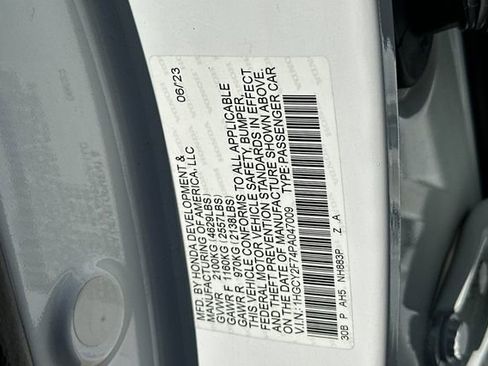 MFD. BY HONDA DEVELOPMENT & 06/23
MANUFACTURING OF AMERICA, LLC
GVWR 2100KG (4629LBS)
GAWR F 1160KG (2557LBS)
GAWR R 970KG (2138LBS)
THIS VEHICLE CONFORMS TO ALL APPLICABLE
FEDERAL MOTOR VEHICLE SAFETY, BUMPER,
AND THEFT PREVENTION STANDARDS IN EFFECT
ON THE DATE OF MANUFACTURE SHOWN ABOVE.
V.I.N.: 1HGCY2F74PA047009 TYPE:PASSENGER CAR
30B P AH5 NH883P Z A